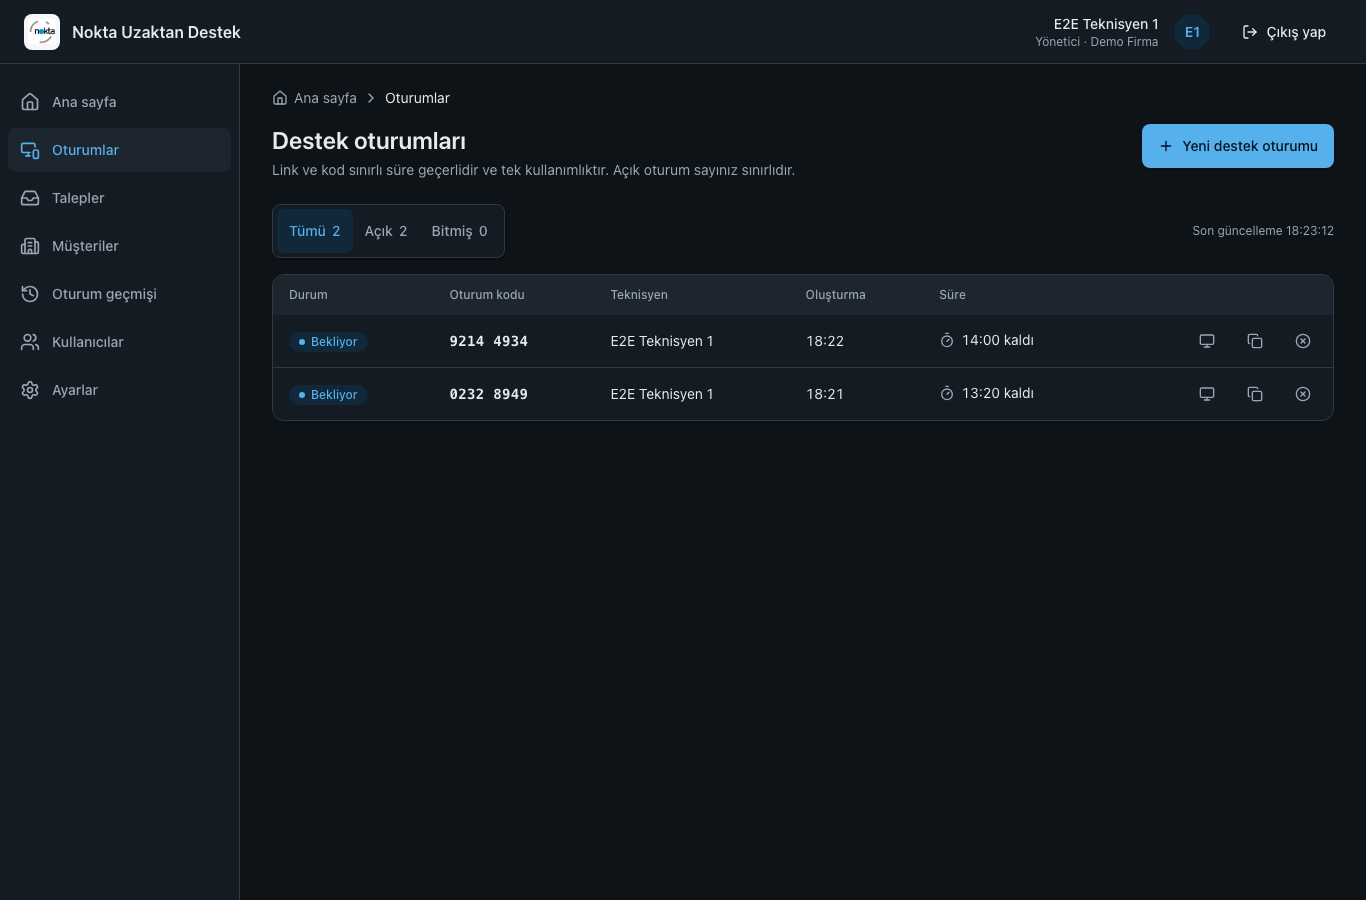 nokta
Nokta Uzaktan Destek
E2E Teknisyen 1
Yönetici · Demo Firma
E1
Çıkış yap
Ana sayfa
Oturumlar
Talepler
Müşteriler
Oturum geçmişi
Kullanıcılar
Ayarlar
Ana sayfa > Oturumlar
Destek oturumları
Link ve kod sınırlı süre geçerlidir ve tek kullanımlıktır. Açık oturum sayınız sınırlıdır.
+ Yeni destek oturumu
Tümü 2 Açık 2 Bitmiş 0
Son güncelleme 18:23:12
Durum Oturum kodu Teknisyen Oluşturma Süre
Bekliyor 9214 4934 E2E Teknisyen 1 18:22 14:00 kaldı
Bekliyor 0232 8949 E2E Teknisyen 1 18:21 13:20 kaldı